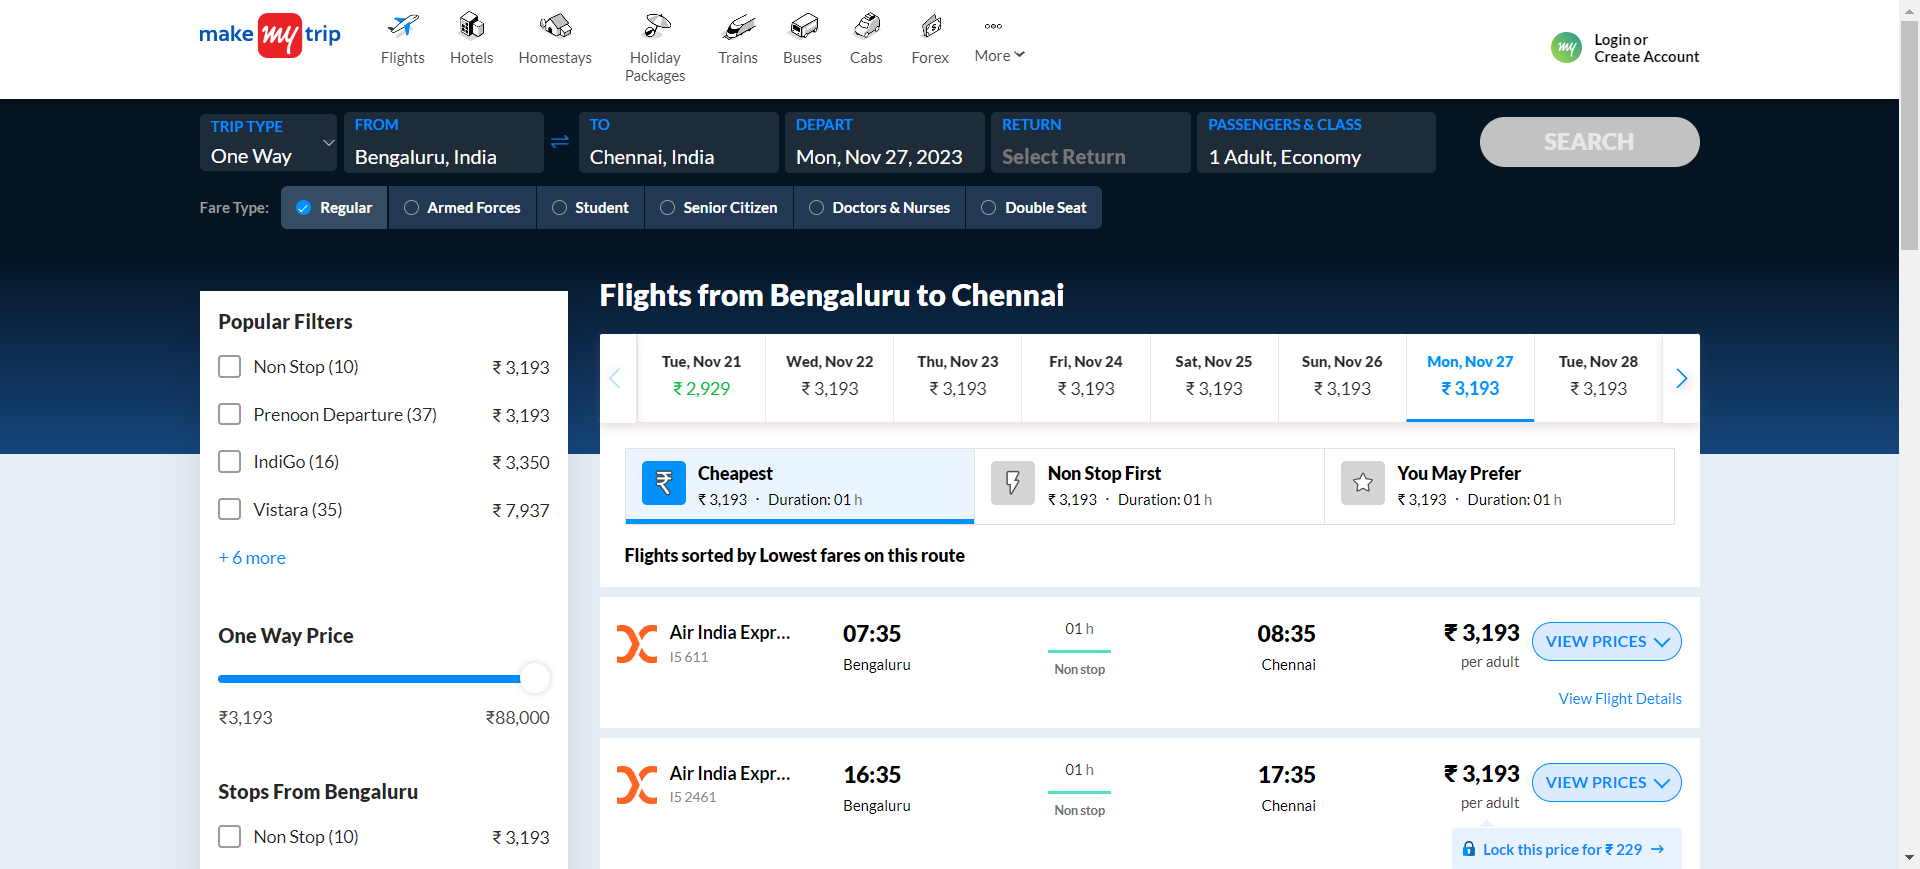 make my trip
Flights
Hotels
Homestays
Holiday
Packages
Trains
Buses
Cabs
Forex
More
my
Login or
Create Account
TRIP TYPE
One Way
FROM
Bengaluru, India
TO
Chennai, India
DEPART
Mon, Nov 27, 2023
RETURN
Select Return
PASSENGERS & CLASS
1 Adult, Economy
SEARCH
Fare Type:
Regular
Armed Forces
Student
Senior Citizen
Doctors & Nurses
Double Seat
Popular Filters
Non Stop (10) ₹ 3,193
Prenoon Departure (37) ₹ 3,193
IndiGo (16) ₹ 3,350
Vistara (35) ₹ 7,937
+ 6 more
One Way Price
₹3,193 ₹88,000
Stops From Bengaluru
Non Stop (10) ₹ 3,193
Flights from Bengaluru to Chennai
Tue, Nov 21
₹ 2,929
Wed, Nov 22
₹ 3,193
Thu, Nov 23
₹ 3,193
Fri, Nov 24
₹ 3,193
Sat, Nov 25
₹ 3,193
Sun, Nov 26
₹ 3,193
Mon, Nov 27
₹ 3,193
Tue, Nov 28
₹ 3,193
₹
Cheapest
₹ 3,193 · Duration: 01 h
Non Stop First
₹ 3,193 · Duration: 01 h
You May Prefer
₹ 3,193 · Duration: 01 h
Flights sorted by Lowest fares on this route
Air India Expr...
I5 611
07:35
Bengaluru
01 h
Non stop
08:35
Chennai
₹ 3,193
per adult
VIEW PRICES
View Flight Details
Air India Expr...
I5 2461
16:35
Bengaluru
01 h
Non stop
17:35
Chennai
₹ 3,193
per adult
VIEW PRICES
Lock this price for ₹ 229 →